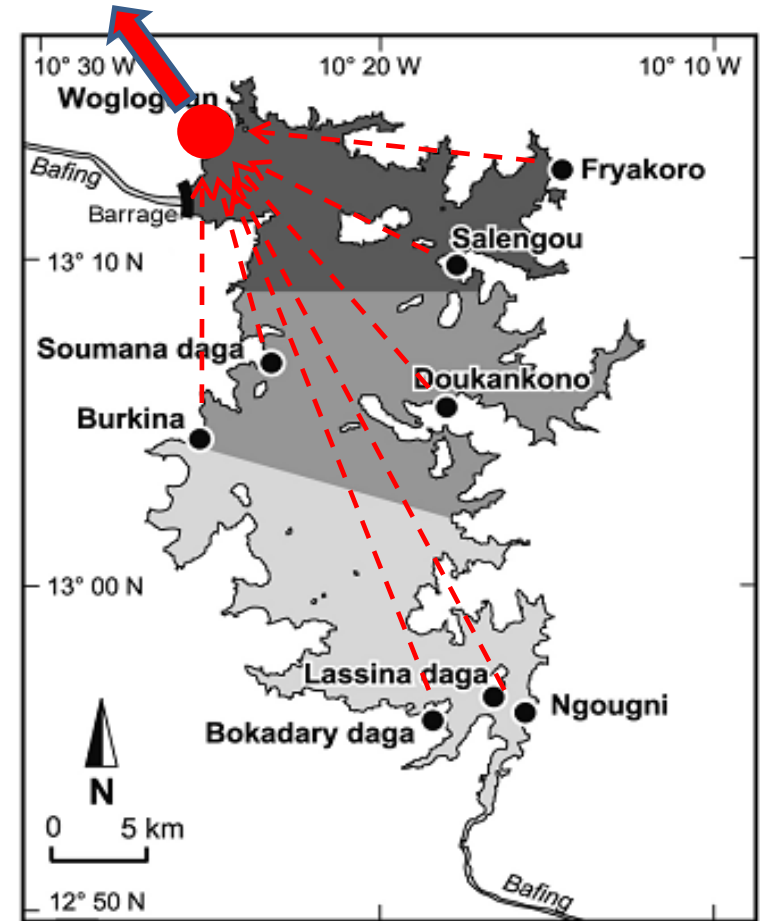 10° 30 W
10° 20 W
10° 10 W
Woglogoun
Bafing
Barrage
Fryakoro
Salengou
13° 10 N
Soumana daga
Doukankono
Burkina
13° 00 N
Lassina daga
Ngougni
Bokadary daga
N
0 5 km
Bafing
12° 50 N